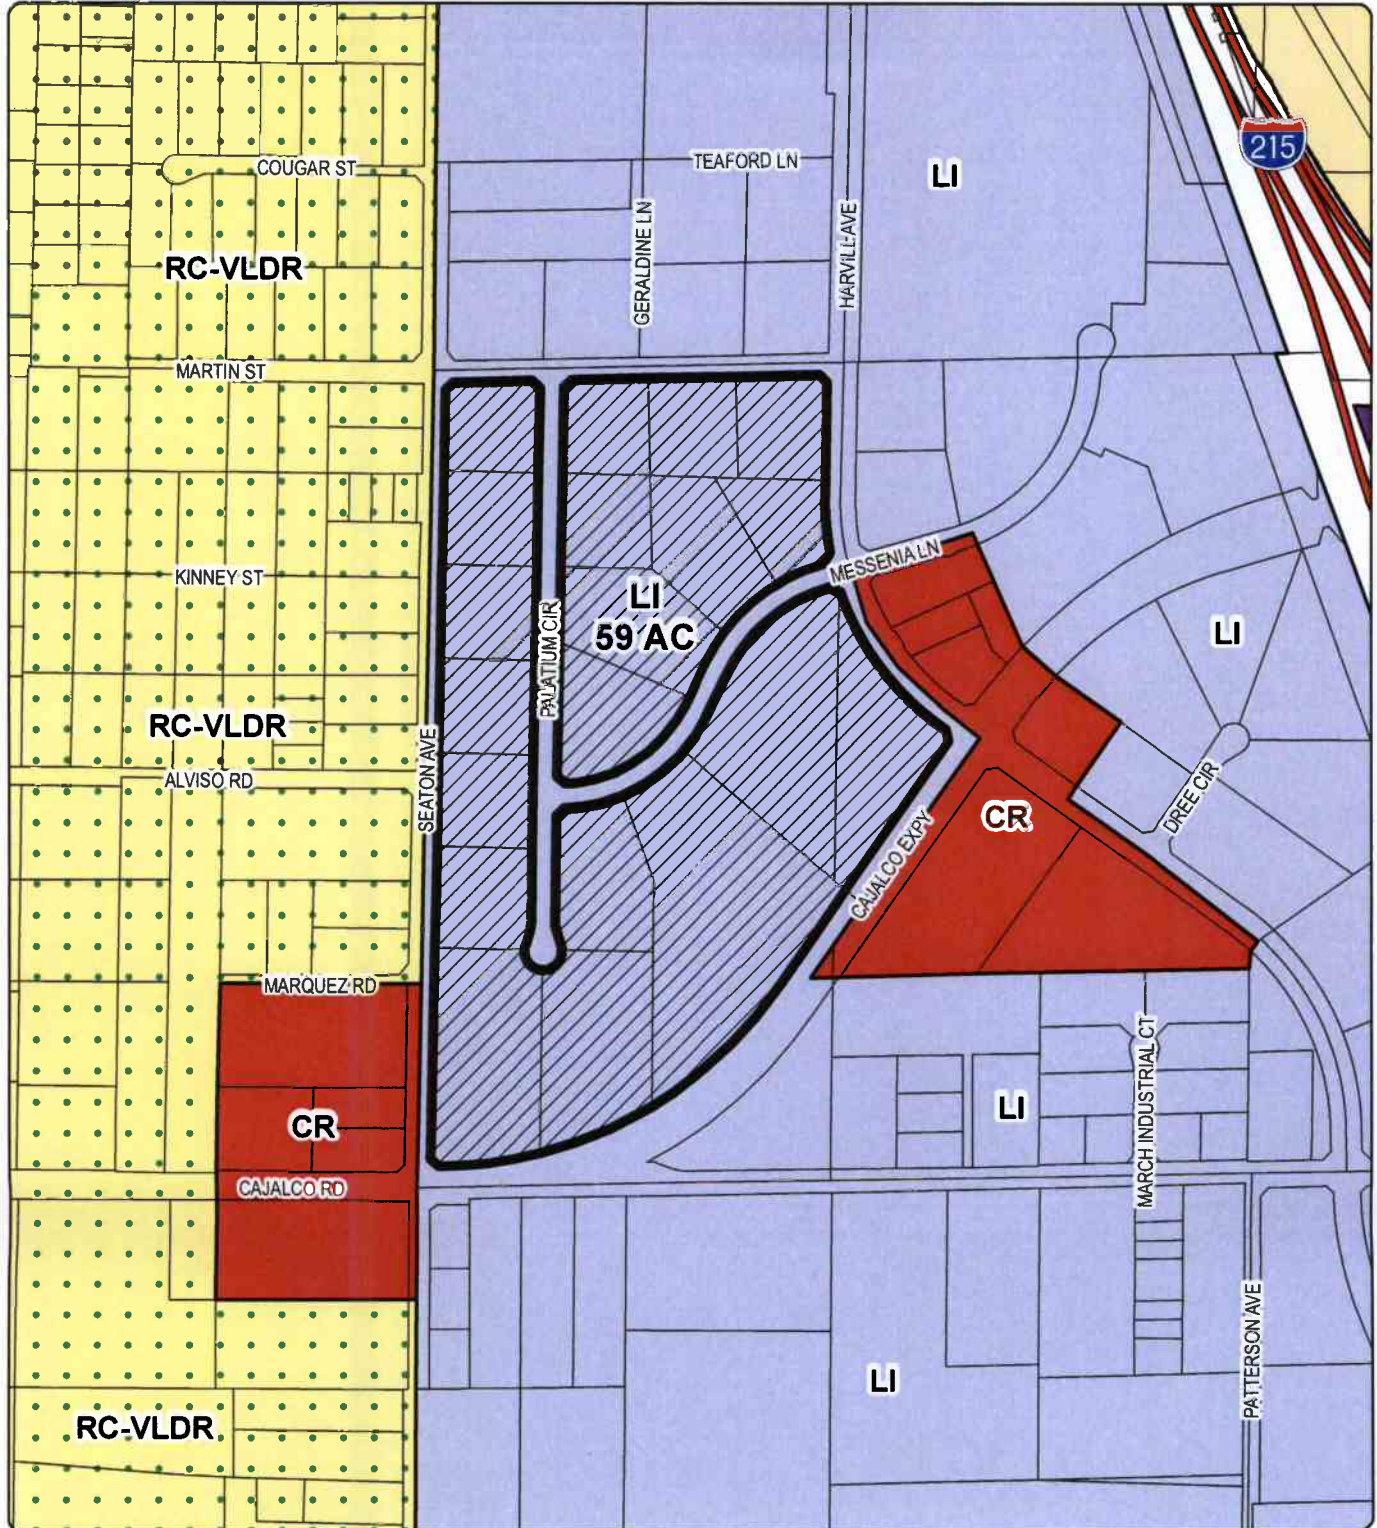 TEAFORD LN
COUGAR ST
LI
215
GERALDINE LN
HARVILL AVE
RC-VLDR
MARTIN ST
MESSENIA LN
KINNEY ST
LI
59 AC
PALATIUM CIR
LI
RC-VLDR
SEATON AVE
ALVISO RD
DREE CIR
CR
CAJALCO EXPY
MARQUEZ RD
MARCH INDUSTRIAL CT
LI
CR
CAJALCO RD
PATTERSON AVE
LI
RC-VLDR